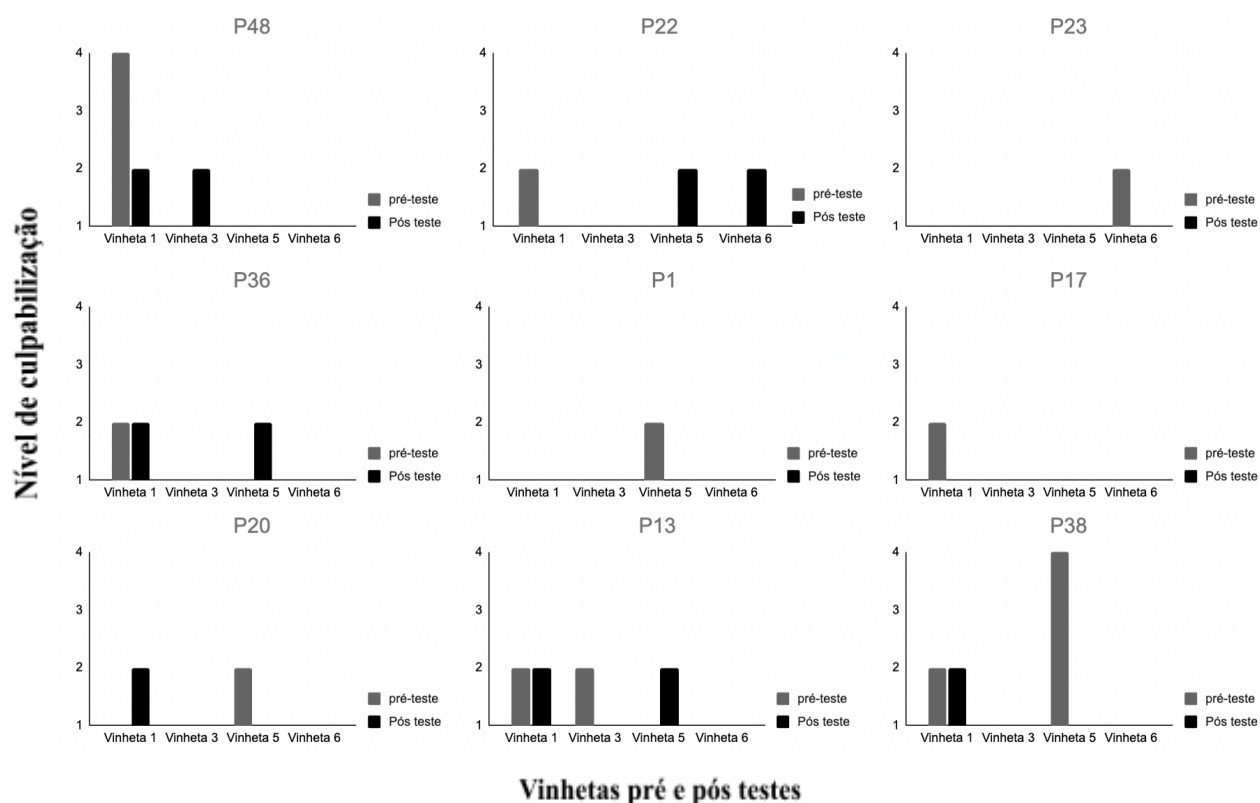 Nível de culpabilização
P48
4
3
2
1
Vinheta 1 Vinheta 3 Vinheta 5 Vinheta 6
pré-teste
Pós teste
P22
4
3
2
1
Vinheta 1 Vinheta 3 Vinheta 5 Vinheta 6
pré-teste
Pós teste
P23
4
3
2
1
Vinheta 1 Vinheta 3 Vinheta 5 Vinheta 6
pré-teste
Pós teste
P36
4
3
2
1
Vinheta 1 Vinheta 3 Vinheta 5 Vinheta 6
pré-teste
Pós teste
P1
4
3
2
1
Vinheta 1 Vinheta 3 Vinheta 5 Vinheta 6
pré-teste
Pós teste
P17
4
3
2
1
Vinheta 1 Vinheta 3 Vinheta 5 Vinheta 6
pré-teste
Pós teste
P20
4
3
2
1
Vinheta 1 Vinheta 3 Vinheta 5 Vinheta 6
pré-teste
Pós teste
P13
4
3
2
1
Vinheta 1 Vinheta 3 Vinheta 5 Vinheta 6
pré-teste
Pós teste
P38
4
3
2
1
Vinheta 1 Vinheta 3 Vinheta 5 Vinheta 6
pré-teste
Pós teste
Vinhetas pré e pós testes